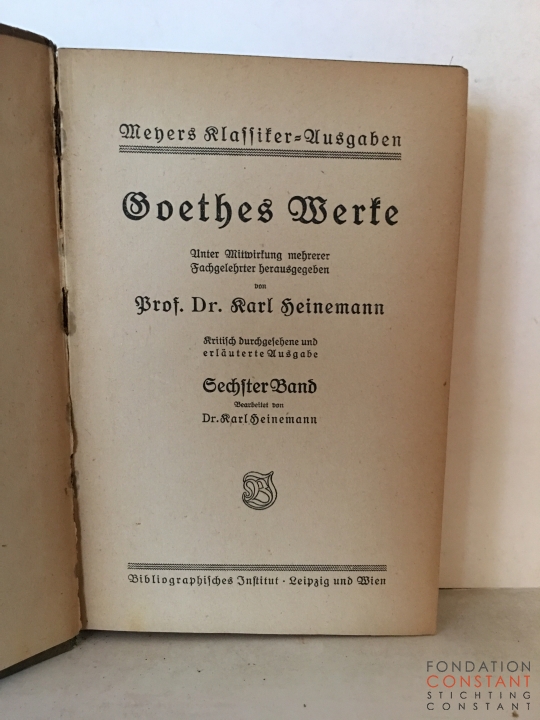 Meyers Klassiker-Ausgaben
Goethes Werke
Unter Mitwirkung mehrerer
Fachgelehrter herausgegeben
von
Prof. Dr. Karl Heinemann
Kritisch durchgesehene und
erläuterte Ausgabe
Sechster Band
Bearbeitet von
Dr. Karl Heinemann
BI
Bibliographisches Institut · Leipzig und Wien
FONDATION
CONSTANT
STICHTING
CONSTANT